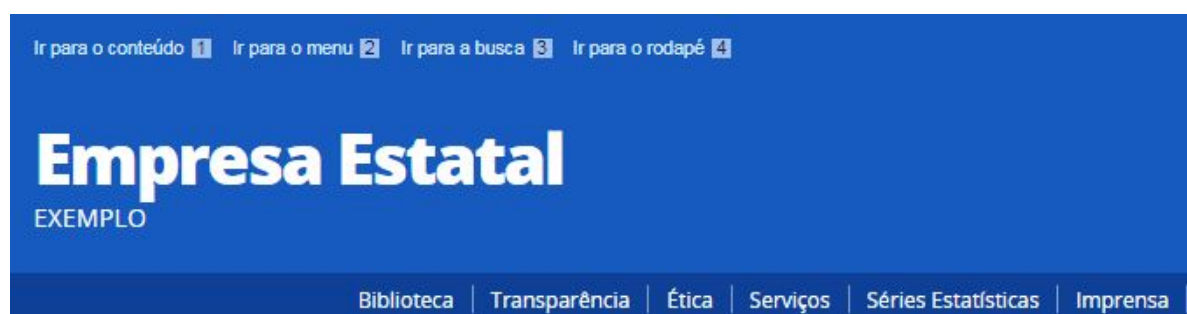 Ir para o conteúdo 1 Ir para o menu 2 Ir para a busca 3 Ir para o rodapé 4
Empresa Estatal
EXEMPLO
Biblioteca | Transparência | Ética | Serviços | Séries Estatísticas | Imprensa